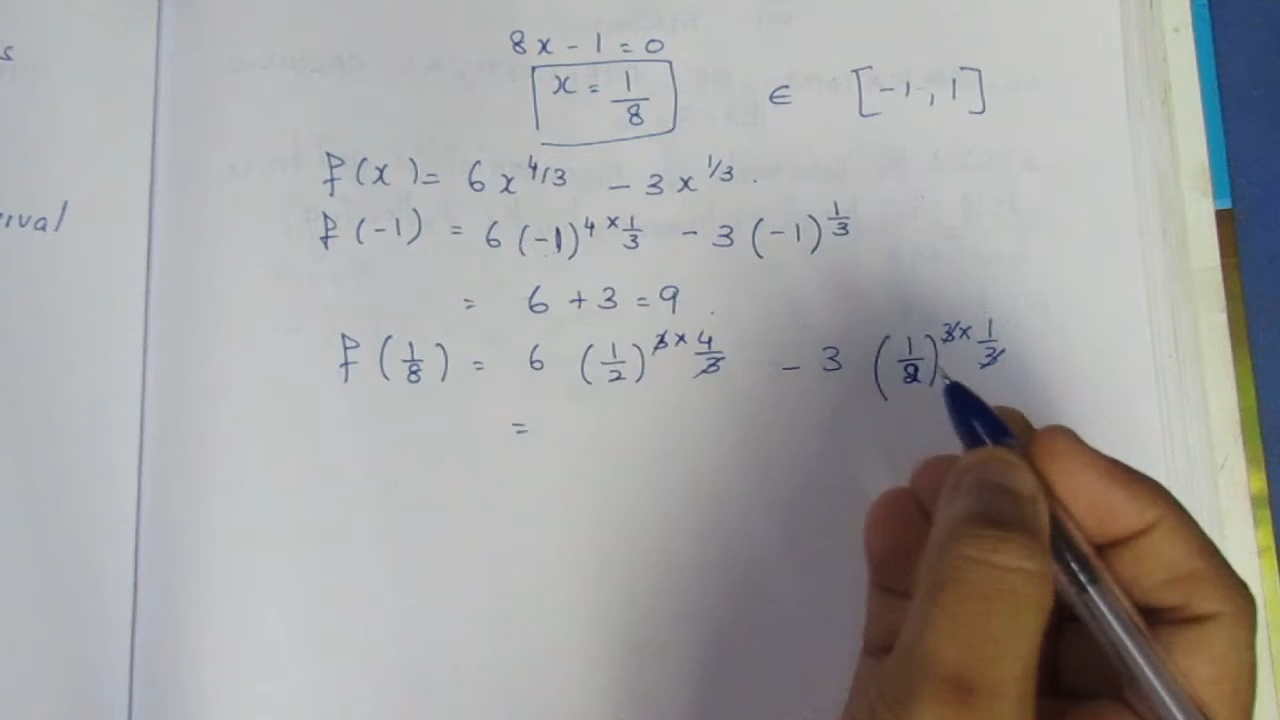 s
rval
8x - 1 = 0
x = 1/8 ∈ [-1, 1]
f(x) = 6x^4/3 - 3x^1/3.
f(-1) = 6(-1)^4×1/3 - 3(-1)^1/3
= 6 + 3 = 9.
f(1/8) = 6 (1/2)^3×4/3 - 3 (1/2)^3×1/3
=